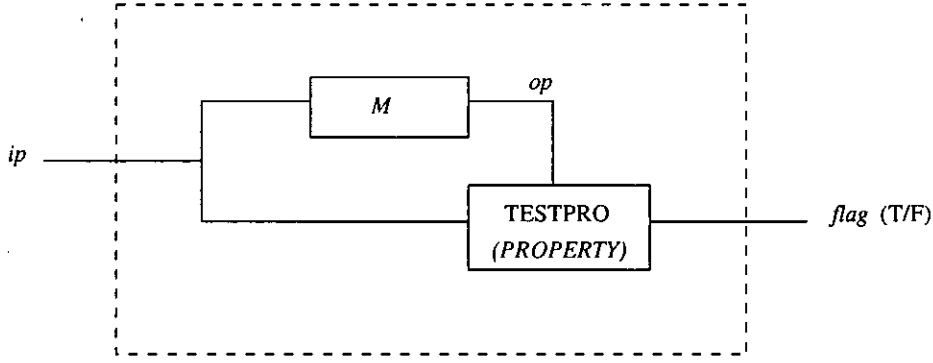 op
M
ip
TESTPRO
(PROPERTY)
flag (T/F)